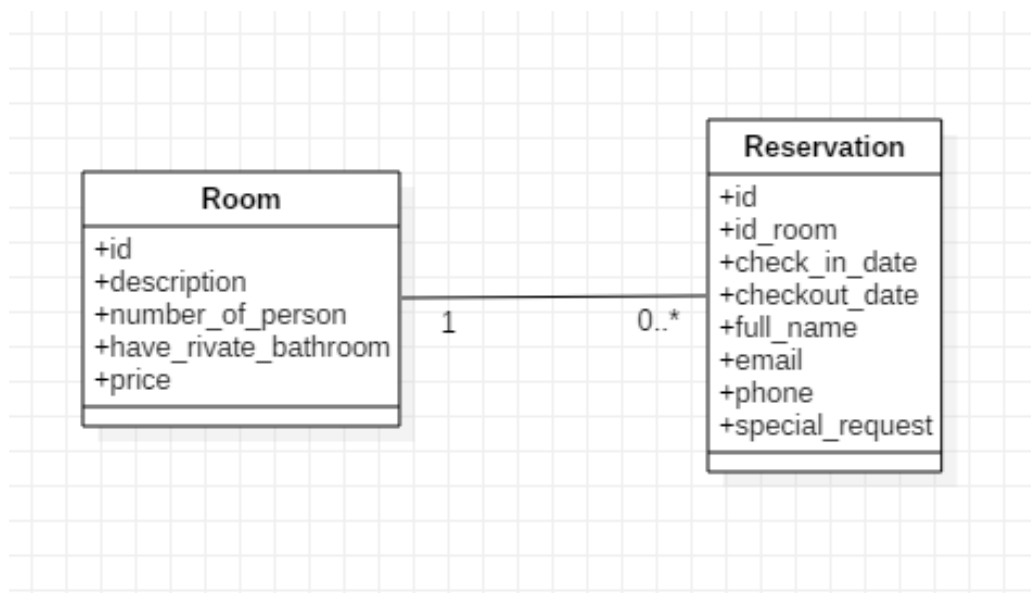 Room
+id
+description
+number_of_person
+have_rivate_bathroom
+price
1
0..*
Reservation
+id
+id_room
+check_in_date
+checkout_date
+full_name
+email
+phone
+special_request